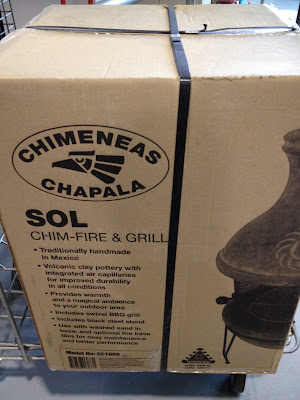 CHIMENEAS
CHAPALA
SOL
CHIM-FIRE & GRILL
• Traditionally handmade
in Mexico
• Volcanic clay pottery with
integrated air capillaries
for improved durability
in all conditions
• Provides warmth
and a magical ambience
to your outdoor area
• Includes swivel BBQ grill
• Includes black steel stand
• Use with washed sand in
base, and optional fire base
tiles for easy maintenance
and better performance
Model No: